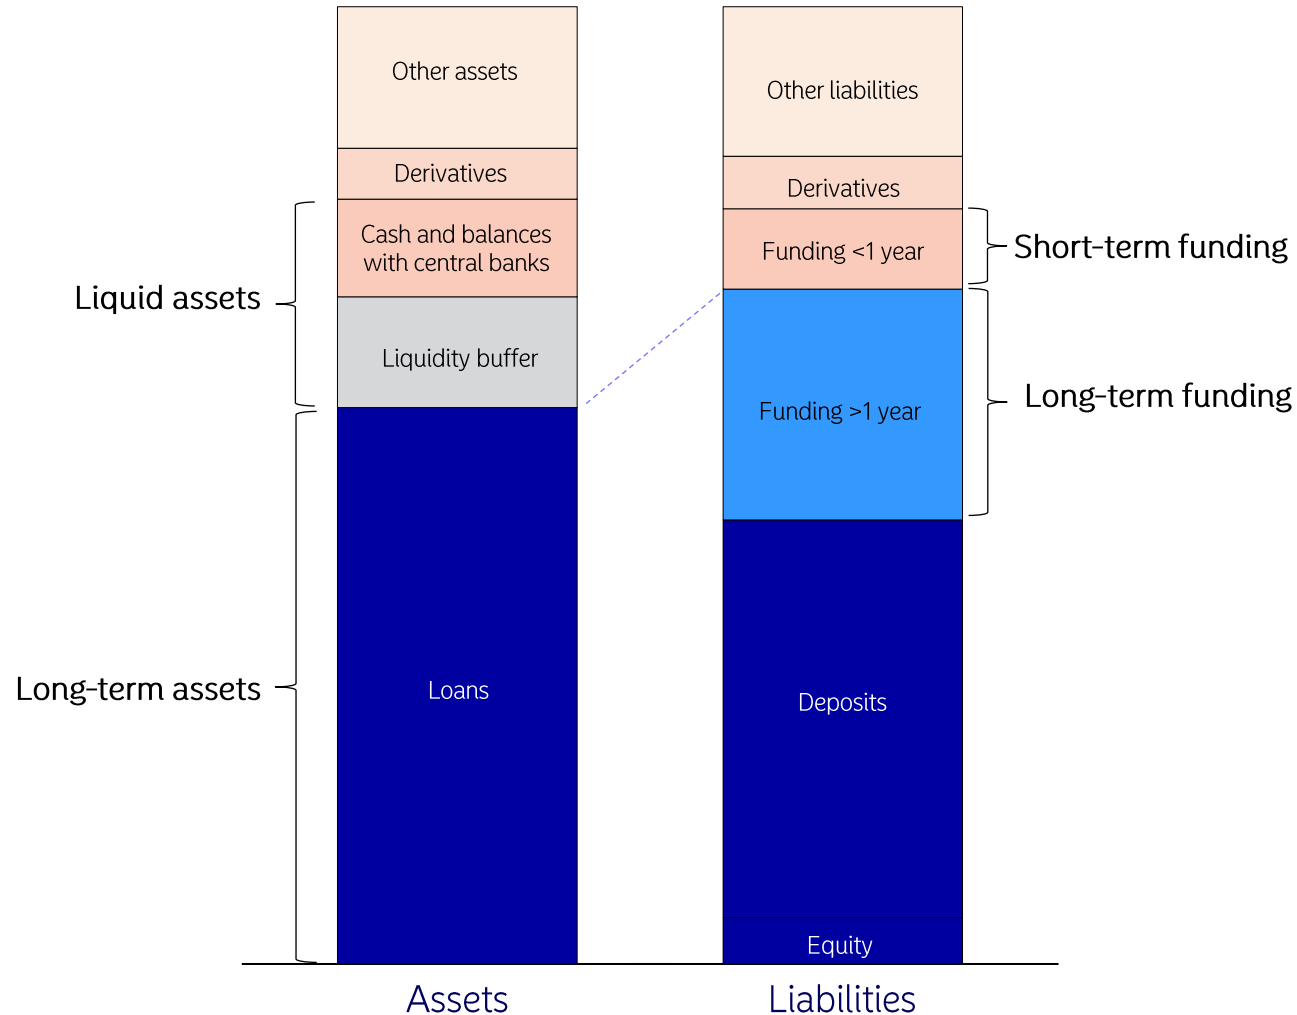 Other assets
Derivatives
Cash and balances
with central banks
Liquid assets
Liquidity buffer
Long-term assets
Loans
Assets
Other liabilities
Derivatives
Funding <1 year
Short-term funding
Funding >1 year
Long-term funding
Deposits
Equity
Liabilities